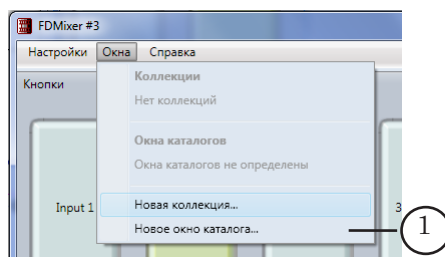 FDMixer #3
Настройки Окна Справка
Кнопки
Коллекции
Нет коллекций
Окна каталогов
Окна каталогов не определены
Input 1
3
Новая коллекция...
Новое окно каталога...
1